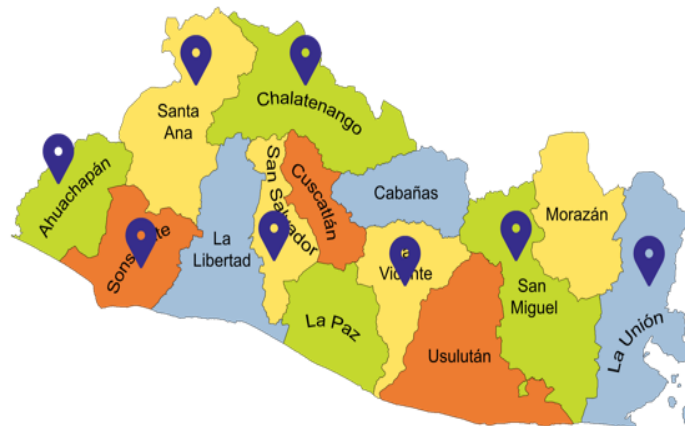 Santa
Ana
Chalatenango
Ahuachapán
San Salvador
Cuscatlán
Cabañas
Morazán
La
Libertad
Vicente
San
Miguel
La Unión
La Paz
Usulután